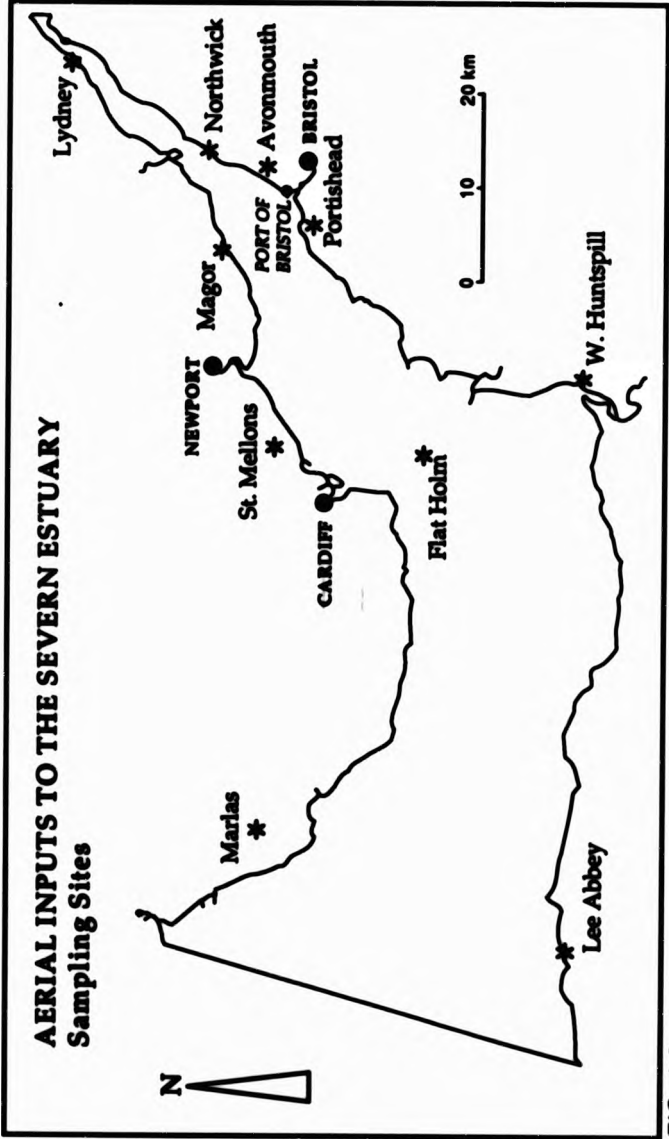 AERIAL INPUTS TO THE SEVERN ESTUARY
Sampling Sites
N
Lydney
Northwick
Avonmouth
Magor
PORT OF
BRISTOL
BRISTOL
Portishead
NEWPORT
St. Mellons
CARDIFF
Flat Holm
Marlas
0
10
20 km
W. Huntspill
Lee Abbey